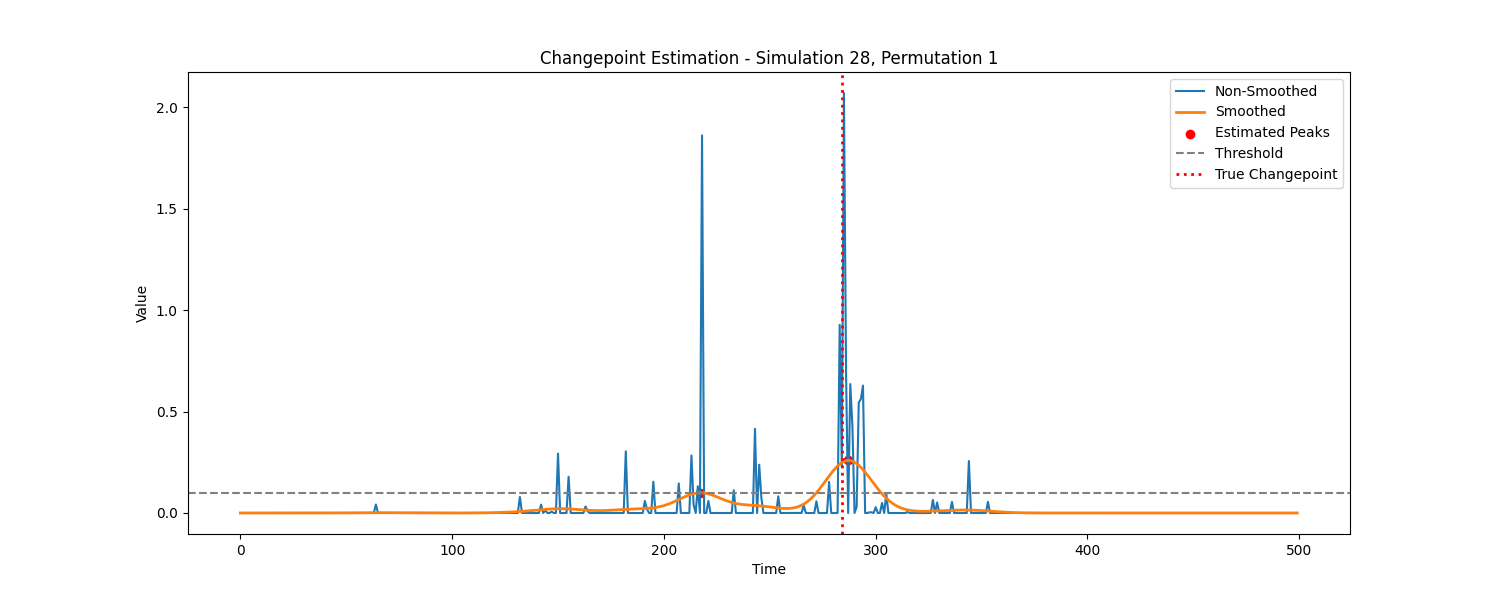 Changepoint Estimation - Simulation 28, Permutation 1
Non-Smoothed
Smoothed
Estimated Peaks
Threshold
True Changepoint
Value
2.0
1.5
1.0
0.5
0.0
0 100 200 300 400 500
Time